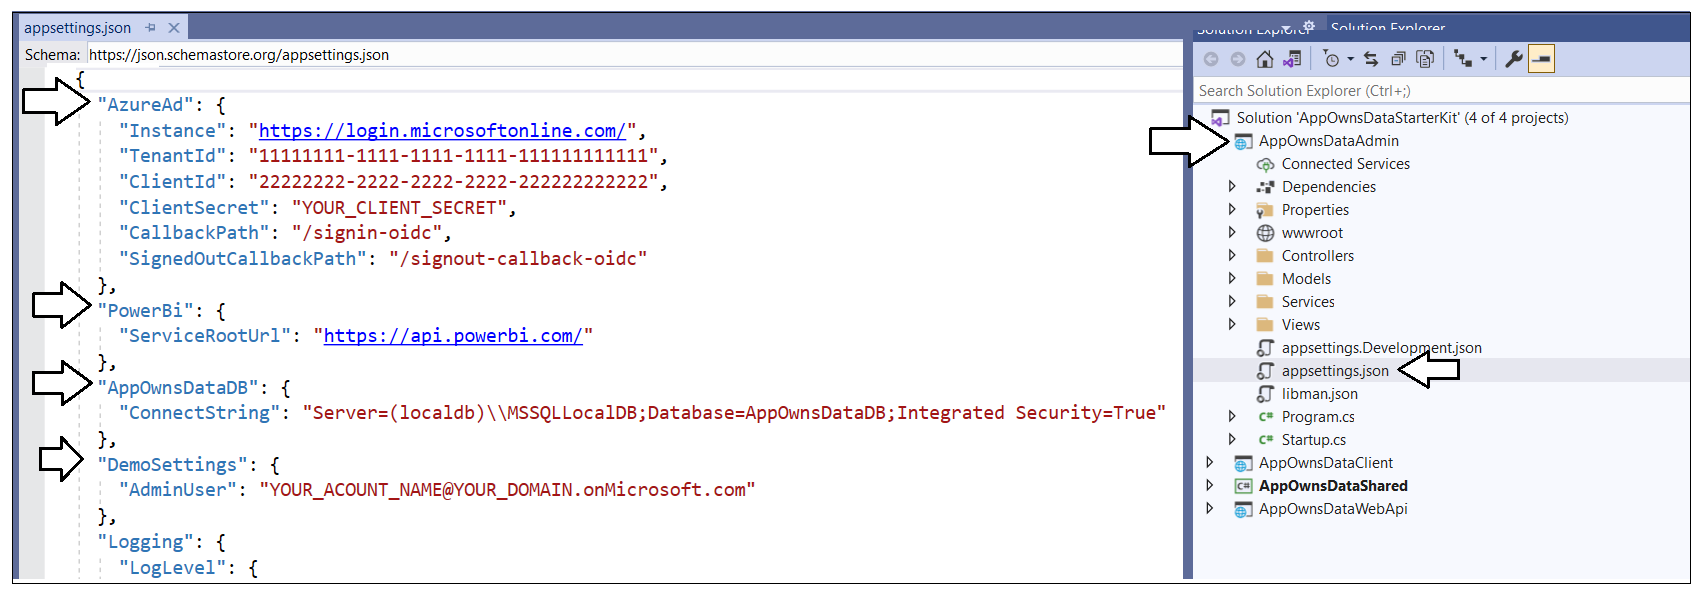 appsettings.json
Schema: https://json.schemastore.org/appsettings.json
{
"AzureAd": {
"Instance": "https://login.microsoftonline.com/",
"TenantId": "11111111-1111-1111-1111-111111111111",
"ClientId": "22222222-2222-2222-2222-222222222222",
"ClientSecret": "YOUR_CLIENT_SECRET",
"CallbackPath": "/signin-oidc",
"SignedOutCallbackPath": "/signout-callback-oidc"
},
"PowerBi": {
"ServiceRootUrl": "https://api.powerbi.com/"
},
"AppOwnsDataDB": {
"ConnectString": "Server=(localdb)\\MSSQLLocalDB;Database=AppOwnsDataDB;Integrated Security=True"
},
"DemoSettings": {
"AdminUser": "YOUR_ACOUNT_NAME@YOUR_DOMAIN.onMicrosoft.com"
},
"Logging": {
"LogLevel": {
Solution Explorer
Solution Explorer
Search Solution Explorer (Ctrl+;)
Solution 'AppOwnsDataStarterKit' (4 of 4 projects)
AppOwnsDataAdmin
Connected Services
Dependencies
Properties
wwwroot
Controllers
Models
Services
Views
appsettings.Development.json
appsettings.json
libman.json
C# Program.cs
C# Startup.cs
AppOwnsDataClient
C# AppOwnsDataShared
AppOwnsDataWebApi